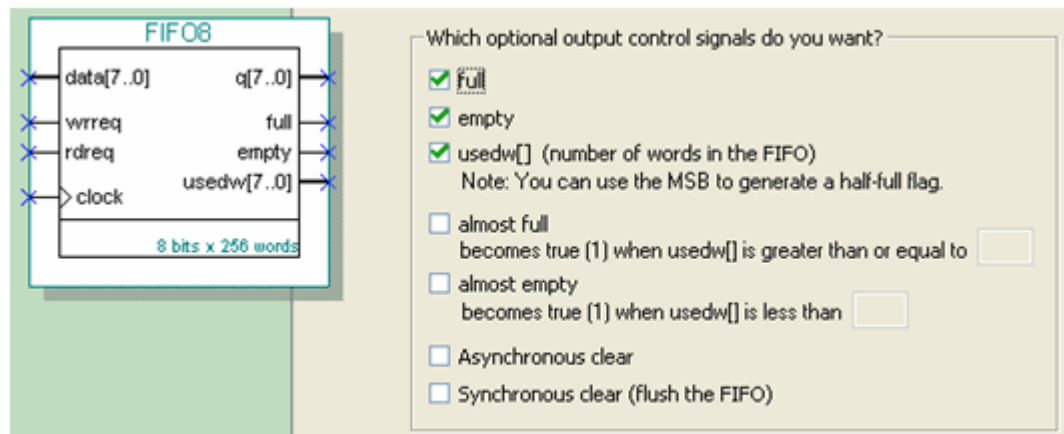 FIFO8
data[7..0]
q[7..0]
wrreq
full
rdreq
empty
usedw[7..0]
clock
8 bits x 256 words
Which optional output control signals do you want?
full
empty
usedw[] (number of words in the FIFO)
Note: You can use the MSB to generate a half-full flag.
almost full
becomes true (1) when usedw[] is greater than or equal to
almost empty
becomes true (1) when usedw[] is less than
Asynchronous clear
Synchronous clear (flush the FIFO)